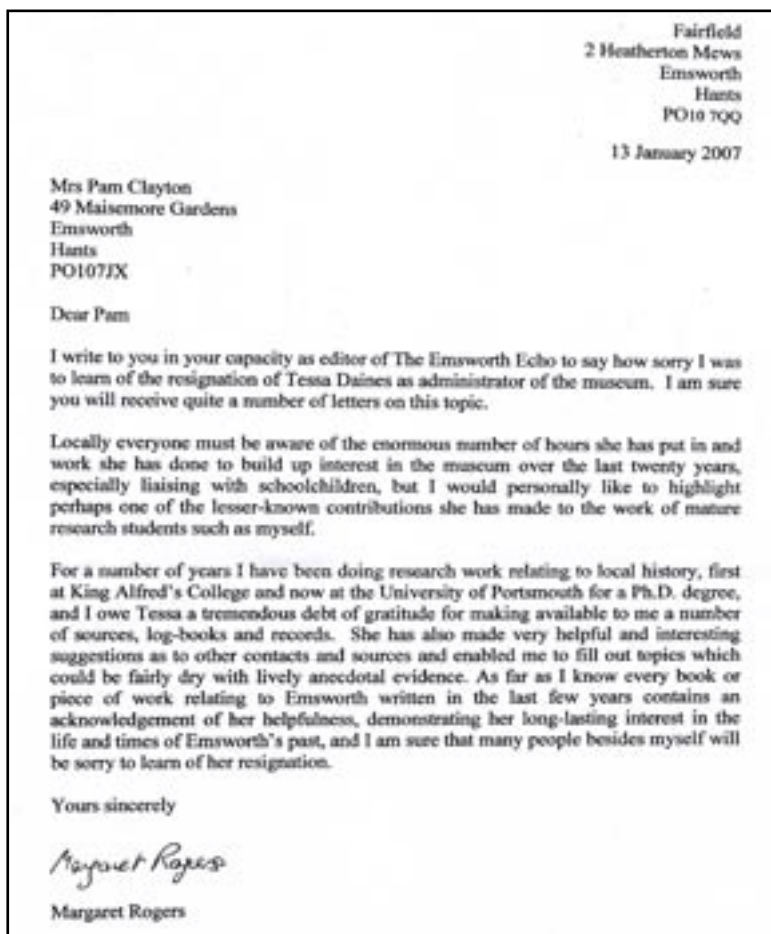 Fairfield
2 Heatherton Mews
Emsworth
Hants
PO10 7QQ
13 January 2007
Mrs Pam Clayton
49 Maisemore Gardens
Emsworth
Hants
PO107JX
Dear Pam
I write to you in your capacity as editor of The Emsworth Echo to say how sorry I was
to learn of the resignation of Tessa Daines as administrator of the museum. I am sure
you will receive quite a number of letters on this topic.
Locally everyone must be aware of the enormous number of hours she has put in and
work she has done to build up interest in the museum over the last twenty years,
especially liaising with schoolchildren, but I would personally like to highlight
perhaps one of the lesser-known contributions she has made to the work of mature
research students such as myself.
For a number of years I have been doing research work relating to local history, first
at King Alfred's College and now at the University of Portsmouth for a Ph.D. degree,
and I owe Tessa a tremendous debt of gratitude for making available to me a number
of sources, log-books and records. She has also made very helpful and interesting
suggestions as to other contacts and sources and enabled me to fill out topics which
could be fairly dry with lively anecdotal evidence. As far as I know every book or
piece of work relating to Emsworth written in the last few years contains an
acknowledgement of her helpfulness, demonstrating her long-lasting interest in the
life and times of Emsworth's past, and I am sure that many people besides myself will
be sorry to learn of her resignation.
Yours sincerely
Margaret Rogers
Margaret Rogers